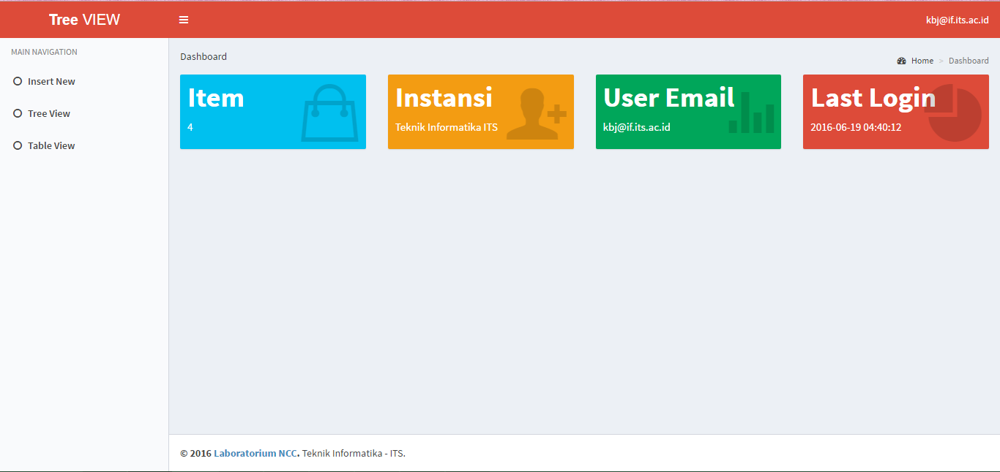 Tree VIEW
kbj@if.its.ac.id
MAIN NAVIGATION
Insert New
Tree View
Table View
Dashboard
Home > Dashboard
Item
4
Instansi
Teknik Informatika ITS
User Email
kbj@if.its.ac.id
Last Login
2016-06-19 04:40:12
© 2016 Laboratorium NCC. Teknik Informatika - ITS.